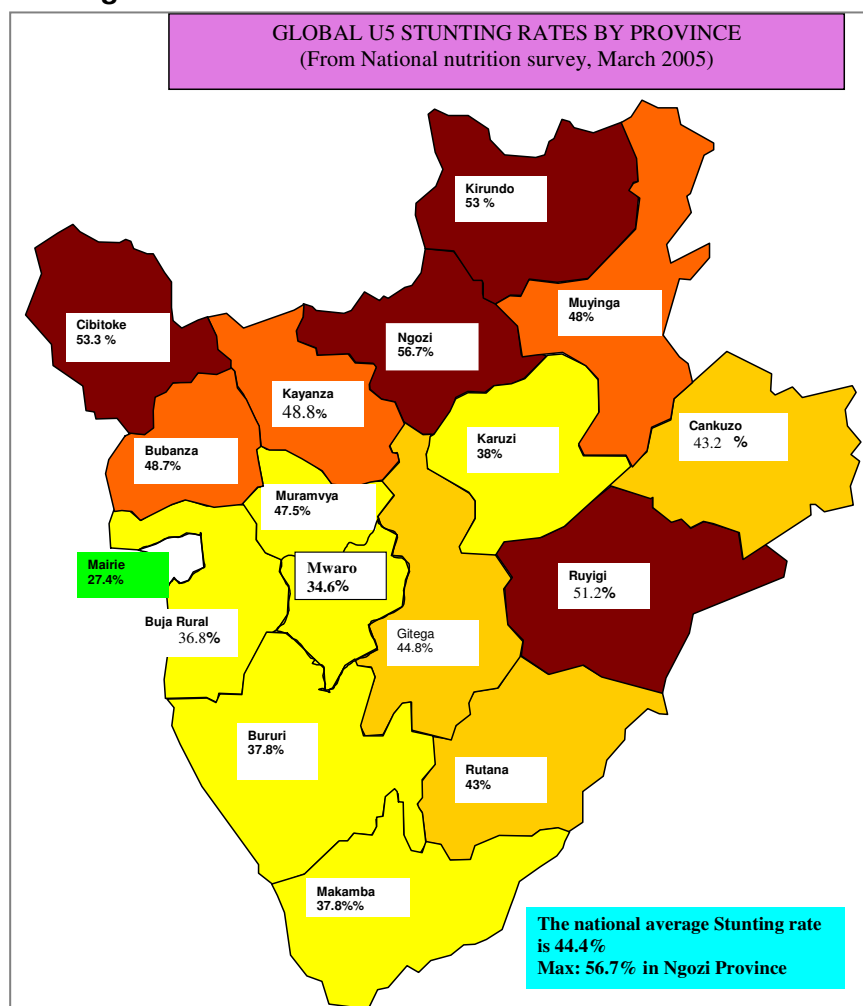 GLOBAL U5 STUNTING RATES BY PROVINCE
(From National nutrition survey, March 2005)
Kirundo
53 %
Muyinga
48%
Cibitoke
53.3 %
Ngozi
56.7%
Kayanza
48.8%
Cankuzo
43.2 %
Karuzi
38%
Bubanza
48.7%
Muramvya
47.5%
Mairie
27.4%
Mwaro
34.6%
Ruyigi
51.2%
Buja Rural
36.8%
Gitega
44.8%
Bururi
37.8%
Rutana
43%
Makamba
37.8%%
The national average Stunting rate
is 44.4%
Max: 56.7% in Ngozi Province